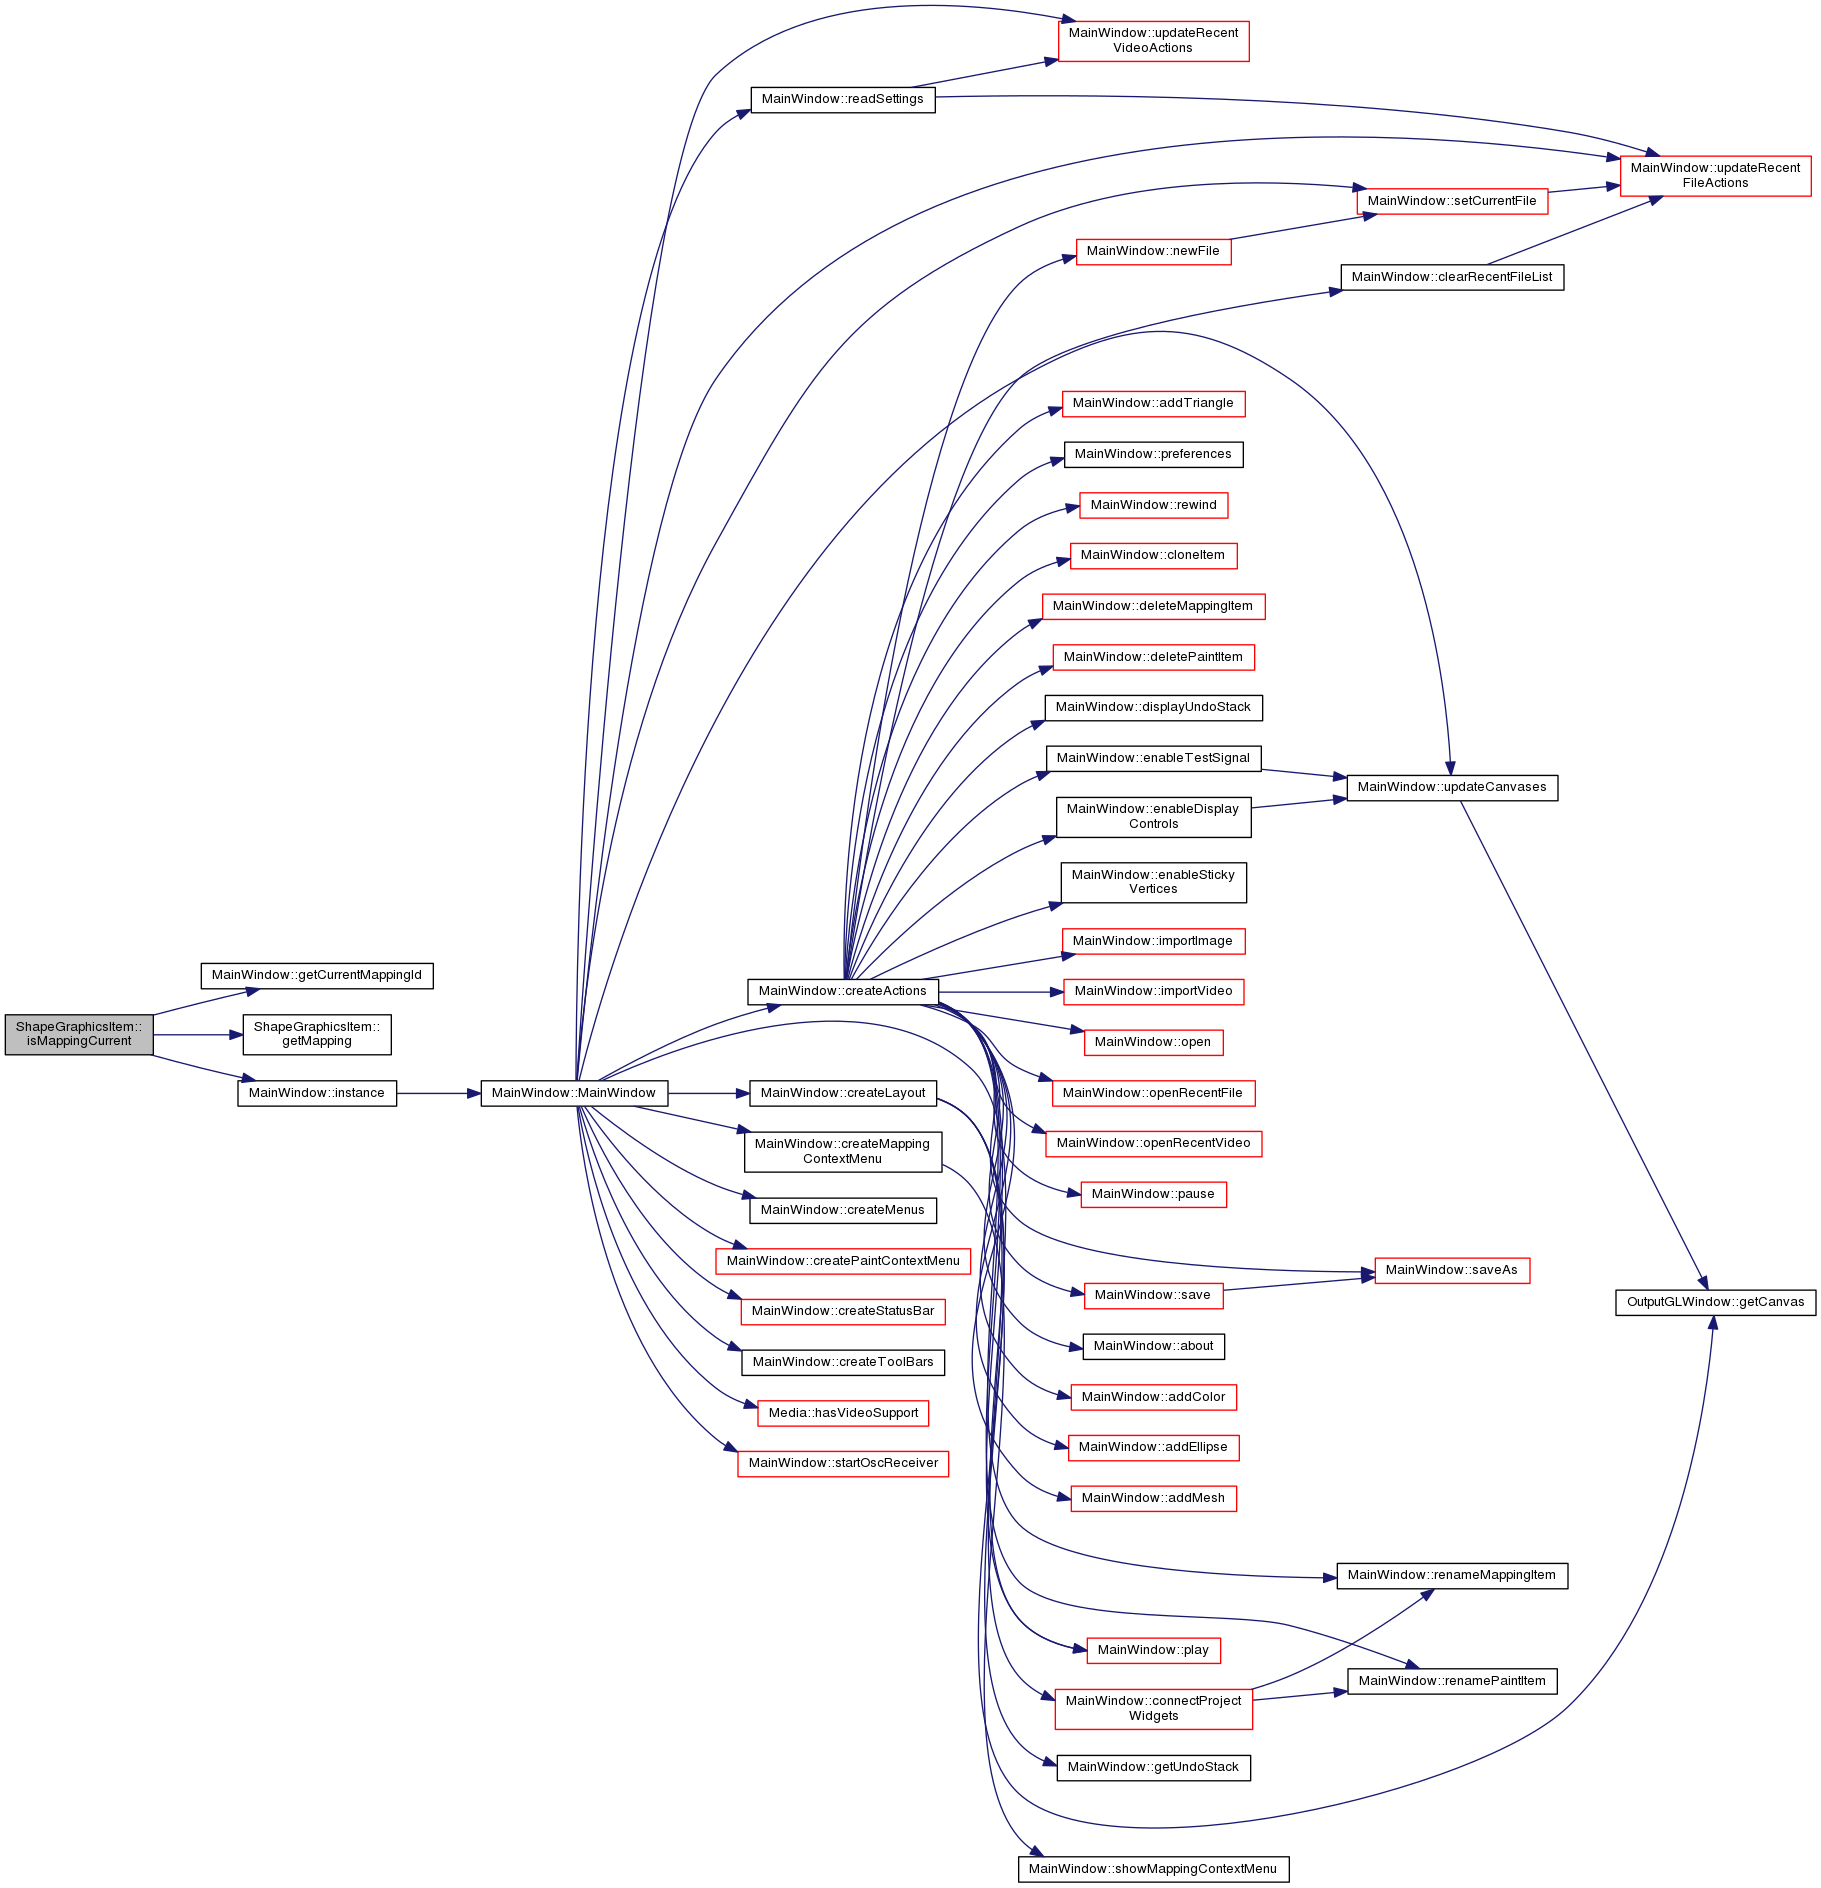 MainWindow::updateRecent
VideoActions
MainWindow::readSettings
MainWindow::updateRecent
FileActions
MainWindow::setCurrentFile
MainWindow::newFile
MainWindow::clearRecentFileList
MainWindow::addTriangle
MainWindow::preferences
MainWindow::rewind
MainWindow::cloneItem
MainWindow::deleteMappingItem
MainWindow::deletePaintItem
MainWindow::displayUndoStack
MainWindow::enableTestSignal
MainWindow::updateCanvases
MainWindow::enableDisplay
Controls
MainWindow::enableSticky
Vertices
MainWindow::importImage
MainWindow::getCurrentMappingId
MainWindow::createActions
MainWindow::importVideo
ShapeGraphicsItem::
isMappingCurrent
ShapeGraphicsItem::
getMapping
MainWindow::open
MainWindow::instance
MainWindow::MainWindow
MainWindow::createLayout
MainWindow::openRecentFile
MainWindow::createMapping
ContextMenu
MainWindow::openRecentVideo
MainWindow::pause
MainWindow::createMenus
MainWindow::createPaintContextMenu
MainWindow::saveAs
MainWindow::save
OutputGLWindow::getCanvas
MainWindow::createStatusBar
MainWindow::about
MainWindow::createToolBars
MainWindow::addColor
Media::hasVideoSupport
MainWindow::addEllipse
MainWindow::startOscReceiver
MainWindow::addMesh
MainWindow::renameMappingItem
MainWindow::play
MainWindow::renamePaintItem
MainWindow::connectProject
Widgets
MainWindow::getUndoStack
MainWindow::showMappingContextMenu